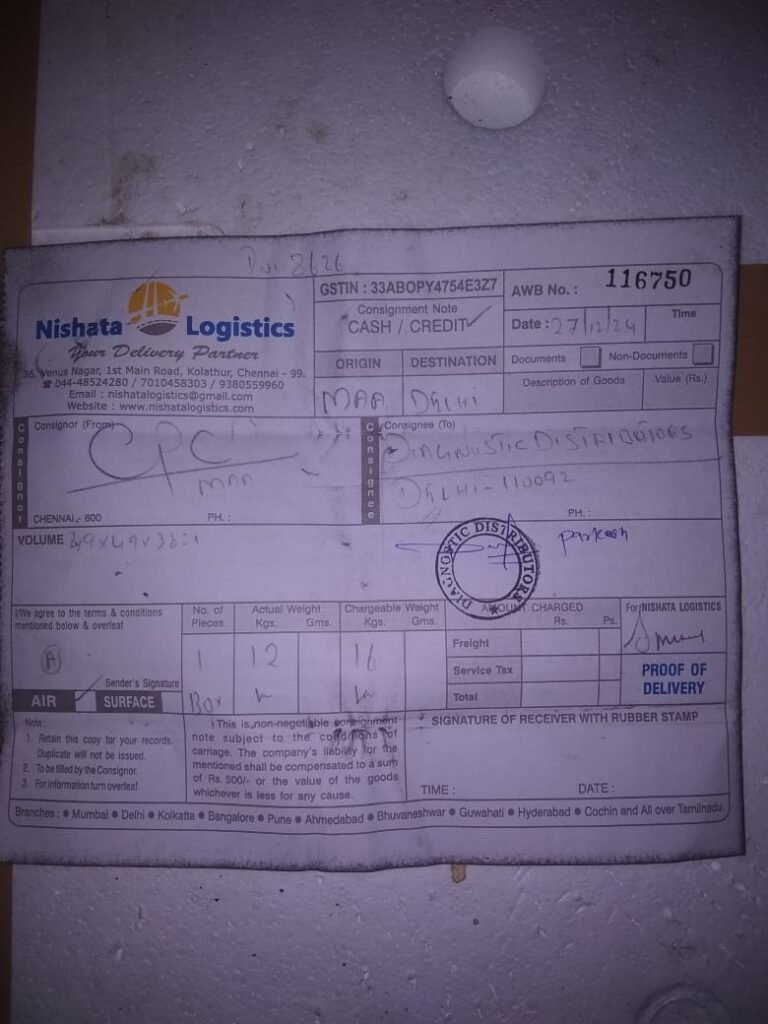 8626
Nishata Logistics
Your Delivery Partner
36, Venus Nagar, 1st Main Road, Kolathur, Chennai - 99.
☎ 044-48524280 / 7010458303 / 9380559960
Email : nishatalogistics@gmail.com
Website : www.nishatalogistics.com
GSTIN : 33ABOPY4754E3Z7
Consignment Note
CASH / CREDIT ✓
ORIGIN DESTINATION
MAA DELHI
AWB No. : 116750
Date : 27/12/24 Time
Documents Non-Documents
Description of Goods Value (Rs.)
Consignor
Consignor (From)
CPC
MAA
CHENNAI - 600 PH. :
Consignee
Consignee (To)
DIAGNOSTIC DISTRIBUTORS
DELHI - 110092
PH. :
VOLUME 49x49x38=1
DIAGNOSTIC DISTRIBUTORS
Parkash
I/We agree to the terms & conditions
mentioned below & overleaf
A
Sender's Signature
AIR ✓ SURFACE
No. of Pieces
1
Box
Actual Weight
Kgs. Gms.
12
Chargeable Weight
Kgs. Gms.
16
AMOUNT CHARGED
Rs. Ps.
Freight
Service Tax
Total
For NISHATA LOGISTICS
PROOF OF
DELIVERY
Note :
1. Retain this copy for your records.
Duplicate will not be issued.
2. To be filled by the Consignor.
3. For information turn overleaf.
This is non-negotiable consignment
note subject to the conditions of
carriage. The company's liability for the
mentioned shall be compensated to a sum
of Rs. 500/- or the value of the goods
whichever is less for any cause.
SIGNATURE OF RECEIVER WITH RUBBER STAMP
TIME : DATE :
Branches : ● Mumbai ● Delhi ● Kolkatta ● Bangalore ● Pune ● Ahmedabad ● Bhuvaneshwar ● Guwahati ● Hyderabad ● Cochin and All over Tamilnadu.